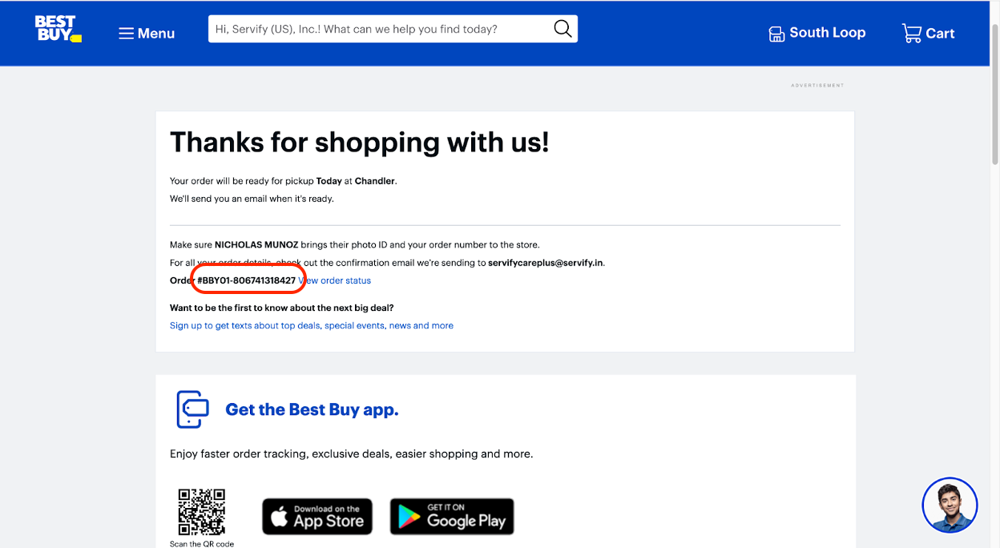 BEST
BUY
Menu
Hi, Servify (US), Inc.! What can we help you find today?
South Loop
Cart
ADVERTISEMENT
Thanks for shopping with us!
Your order will be ready for pickup Today at Chandler.
We'll send you an email when it's ready.
Make sure NICHOLAS MUNOZ brings their photo ID and your order number to the store.
For all your order details, check out the confirmation email we're sending to servifycareplus@servify.in.
Order #BBY01-806741318427 View order status
Want to be the first to know about the next big deal?
Sign up to get texts about top deals, special events, news and more
Get the Best Buy app.
Enjoy faster order tracking, exclusive deals, easier shopping and more.
Download on the
App Store
GET IT ON
Google Play
Scan the QR code